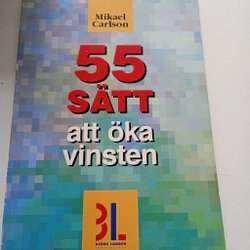 Mikael
Carlson
55
SÄTT
att öka
vinsten
BL
BJÖRN LUNDÉN